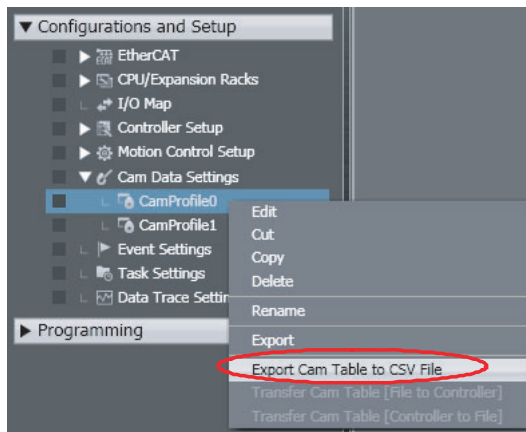 Configurations and Setup
EtherCAT
CPU/Expansion Racks
I/O Map
Controller Setup
Motion Control Setup
Cam Data Settings
CamProfile0
CamProfile1
Event Settings
Task Settings
Data Trace Settin
Programming
Edit
Cut
Copy
Delete
Rename
Export
Export Cam Table to CSV File
Transfer Cam Table [File to Controller]
Transfer Cam Table [Controller to File]